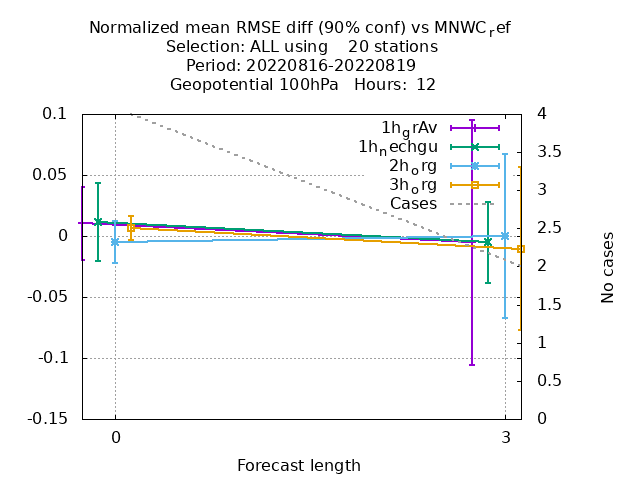 Normalized mean RMSE diff (90% conf) vs MNWC_ref
Selection: ALL using    20 stations
Period: 20220816-20220819
Geopotential 100hPa   Hours:  12
0.1
0.05
0
-0.05
-0.1
-0.15
4
3.5
3
2.5
2
1.5
1
0.5
0
1h_grAv
1h_nechgu
2h_org
3h_org
Cases
No cases
0
3
Forecast length